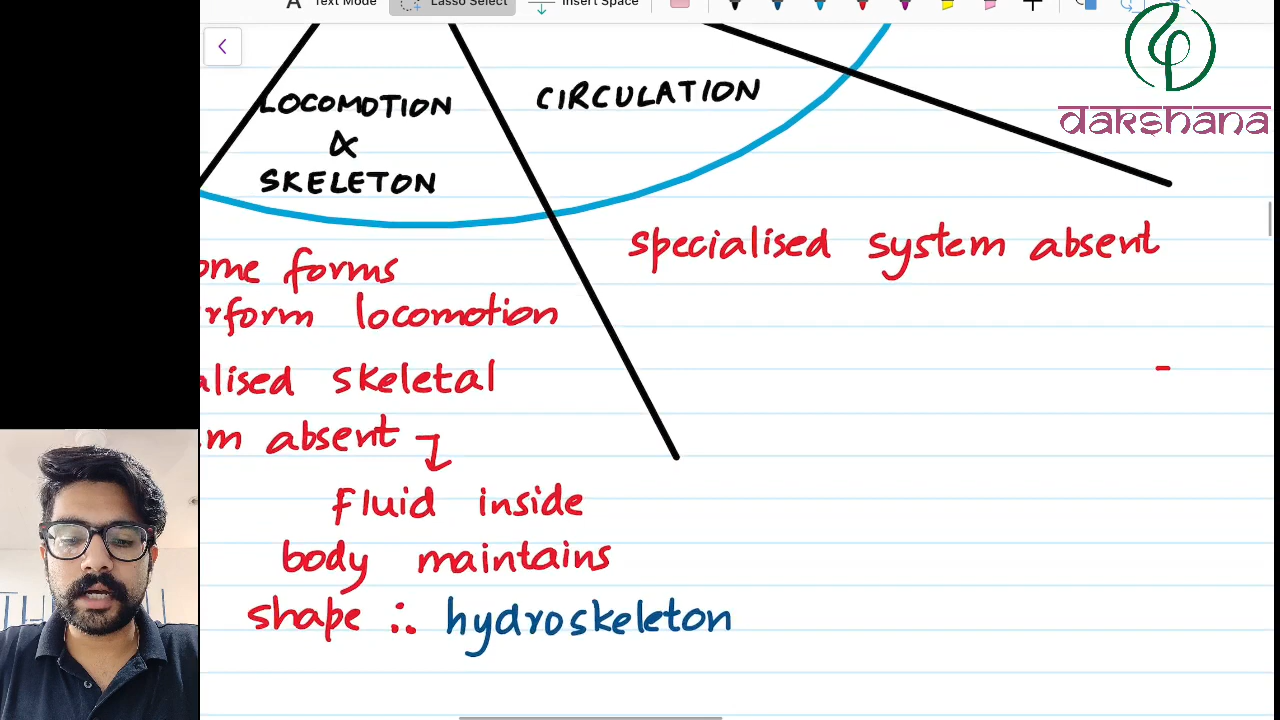 Text Mode
Lasso Select
Insert Space
dakshana
LOCOMOTION
&
SKELETON
CIRCULATION
ome forms
rform locomotion
alised skeletal
m absent
fluid inside
body maintains
shape ∴ hydroskeleton
specialised system absent